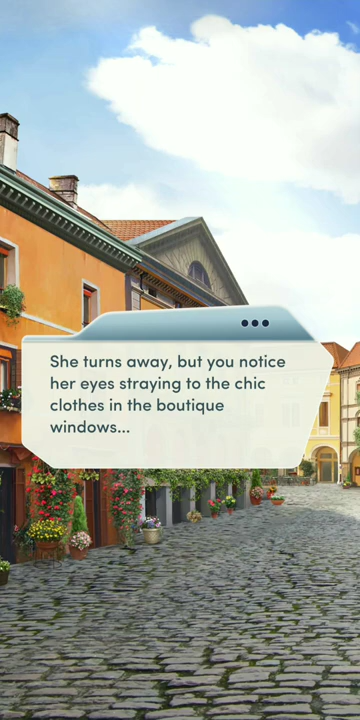 She turns away, but you notice
her eyes straying to the chic
clothes in the boutique
windows...